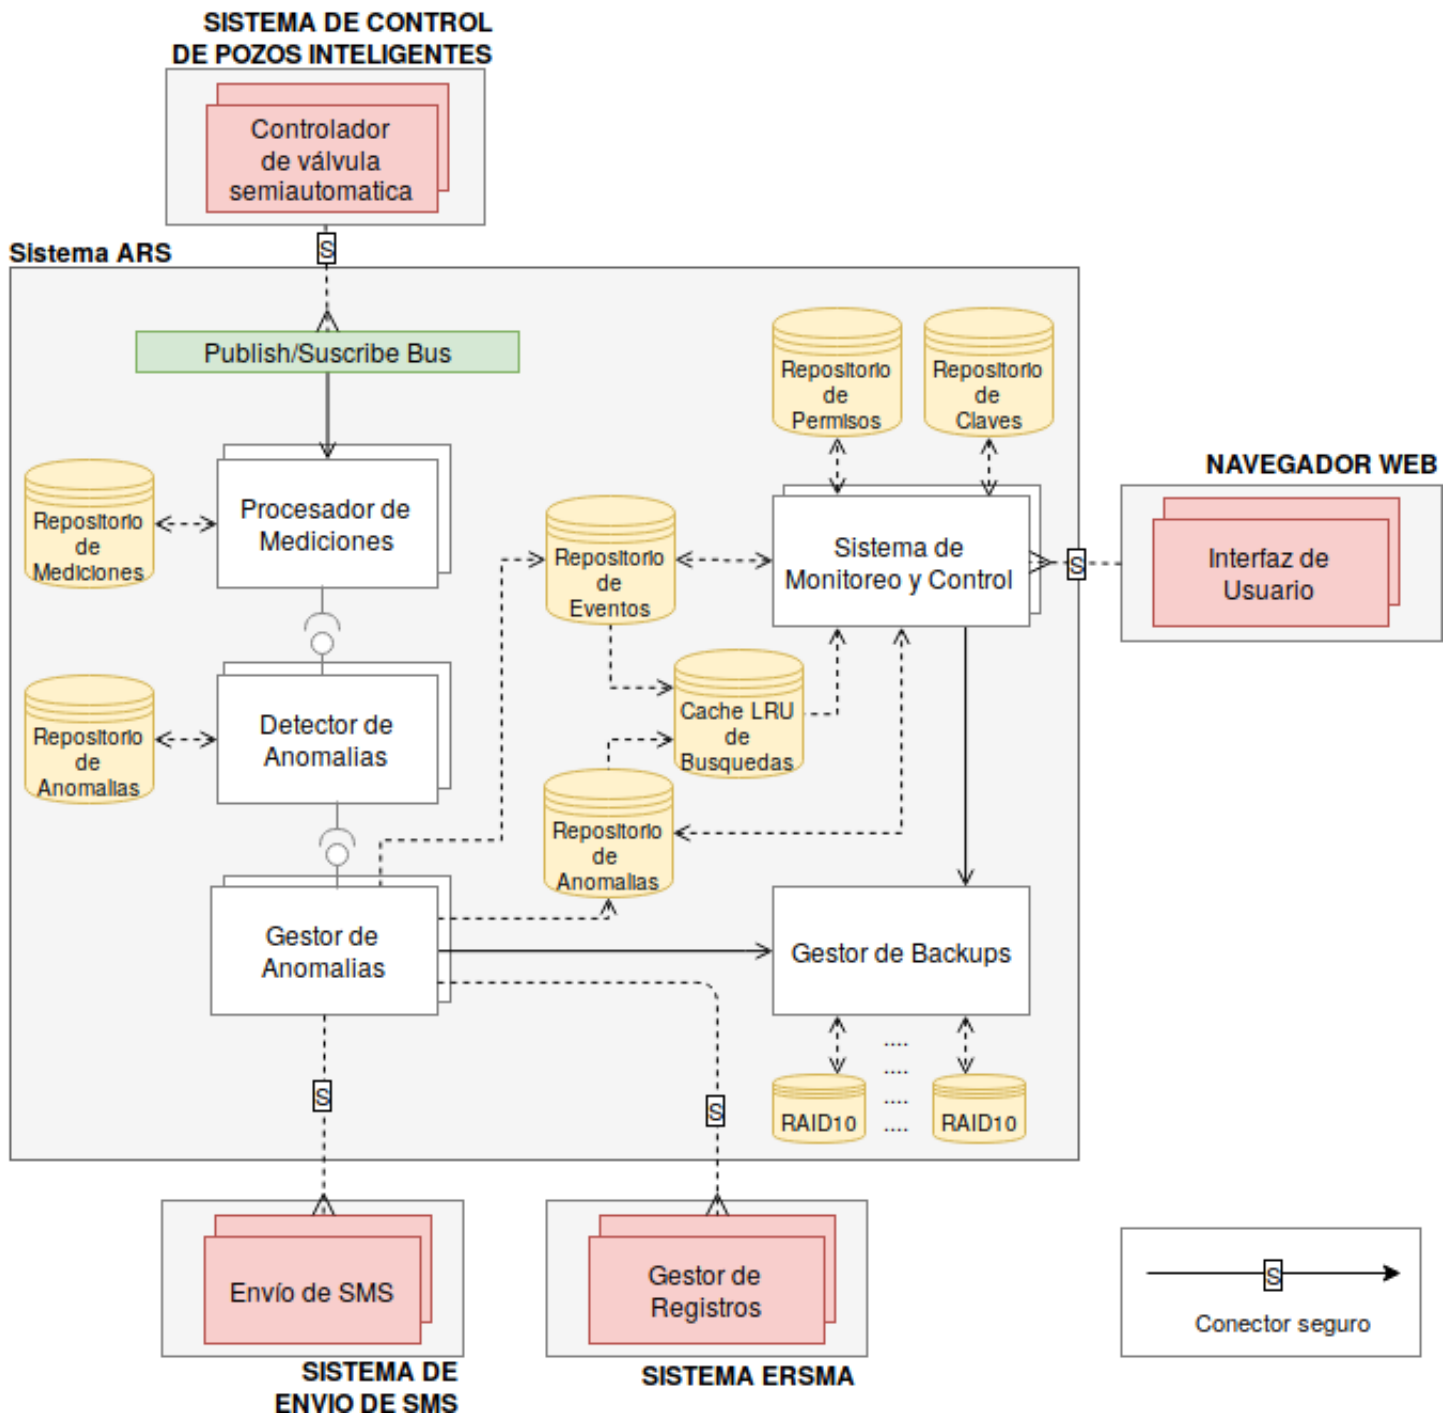 SISTEMA DE CONTROL
DE POZOS INTELIGENTES
Controlador
de válvula
semiautomatica
S
Sistema ARS
Publish/Suscribe Bus
Repositorio
de
Permisos
Repositorio
de
Claves
NAVEGADOR WEB
Repositorio
de
Mediciones
Procesador de
Mediciones
Repositorio
de
Eventos
Sistema de
Monitoreo y Control
S
Interfaz de
Usuario
Repositorio
de
Anomalias
Detector de
Anomalias
Cache LRU
de
Busquedas
Repositorio
de
Anomalias
Gestor de
Anomalias
Gestor de Backups
....
....
....
....
RAID10
RAID10
S
S
Envío de SMS
Gestor de
Registros
S
Conector seguro
SISTEMA DE
ENVIO DE SMS
SISTEMA ERSMA